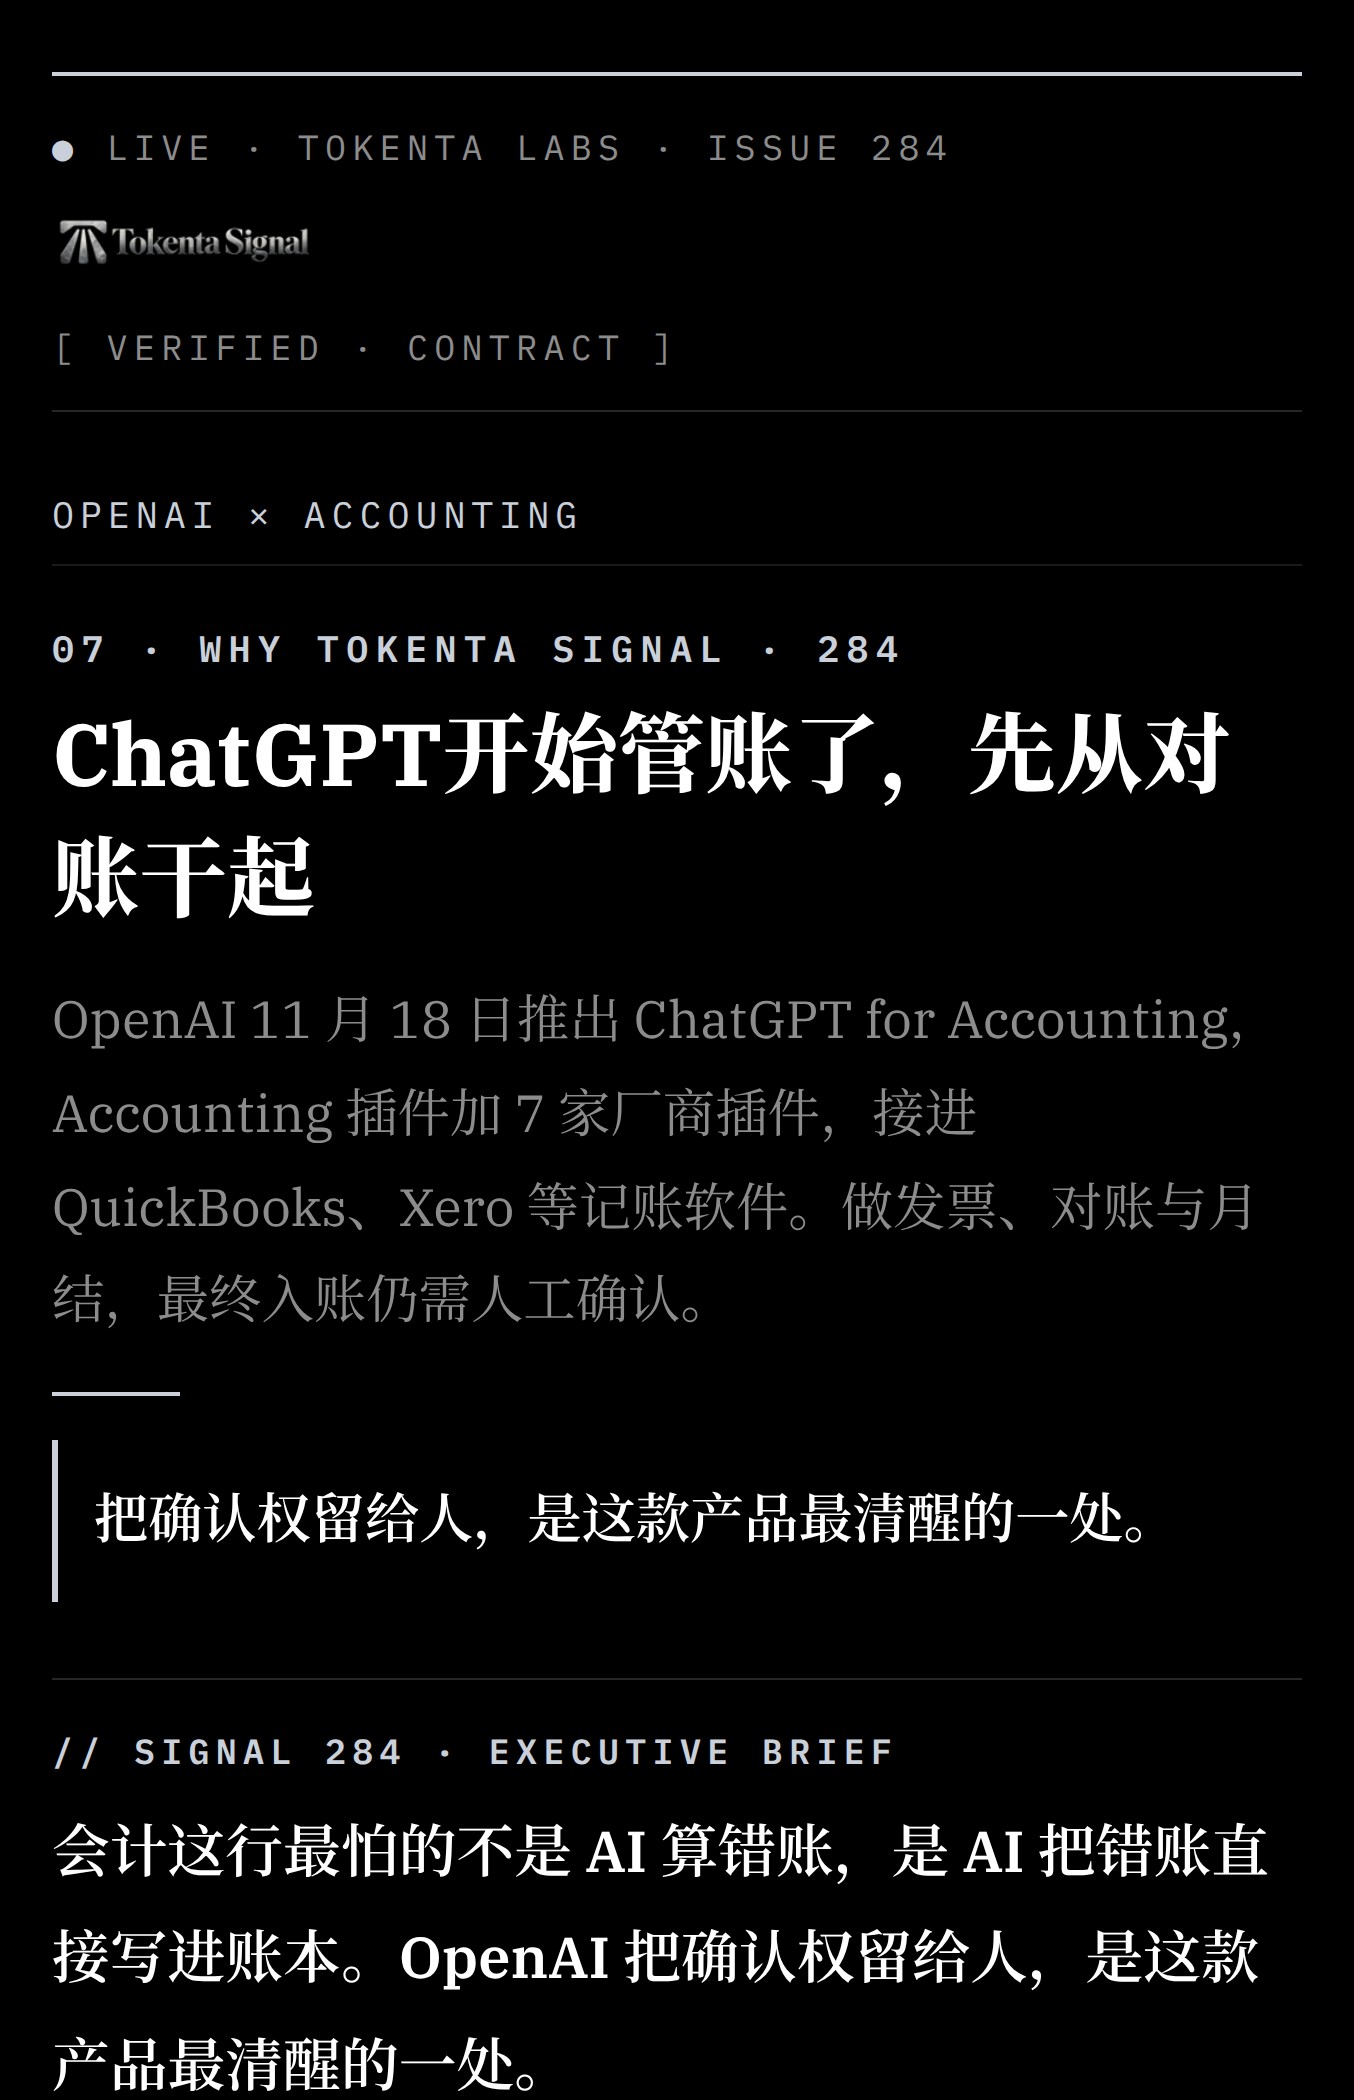 ● LIVE · TOKENTA LABS · ISSUE 284
Tokenta Signal
[ VERIFIED · CONTRACT ]
OPENAI × ACCOUNTING
07 · WHY TOKENTA SIGNAL · 284
ChatGPT开始管账了，先从对
账干起
OpenAI 11 月 18 日推出 ChatGPT for Accounting,
Accounting 插件加 7 家厂商插件，接进
QuickBooks、Xero 等记账软件。做发票、对账与月
结，最终入账仍需人工确认。
把确认权留给人，是这款产品最清醒的一处。
// SIGNAL 284 · EXECUTIVE BRIEF
会计这行最怕的不是 AI 算错账，是 AI 把错账直
接写进账本。OpenAI 把确认权留给人，是这款
产品最清醒的一处。